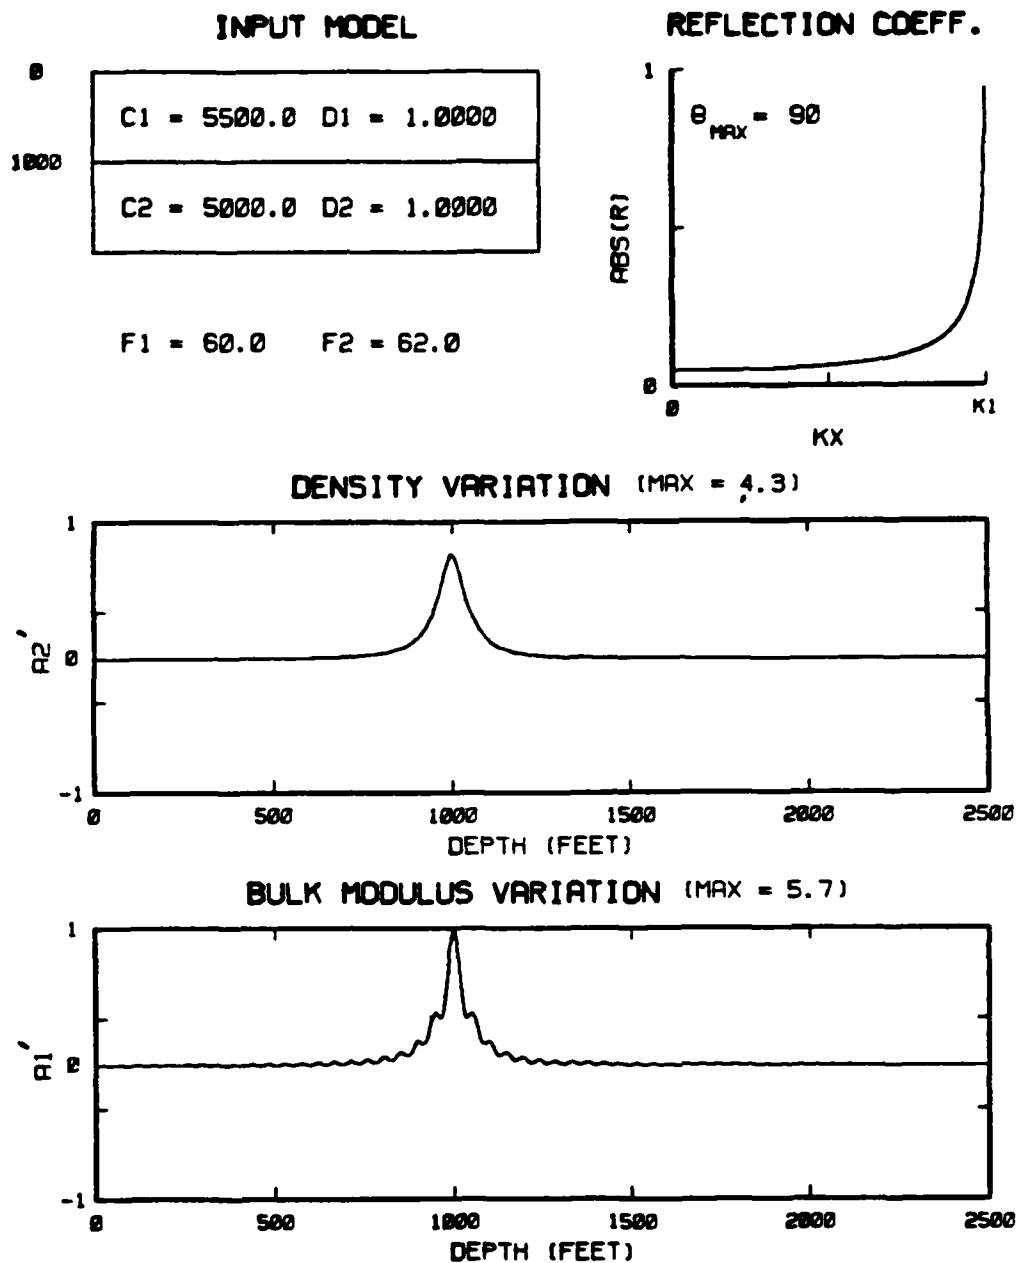 INPUT MODEL
0
C1 = 5500.0 D1 = 1.0000
1000
C2 = 5000.0 D2 = 1.0000
F1 = 60.0 F2 = 62.0
REFLECTION COEFF.
1
θMAX = 90
ABS(R)
0
0
K1
KX
DENSITY VARIATION (MAX = 4.3)
1
A2'
0
-1
0 500 1000 1500 2000 2500
DEPTH (FEET)
BULK MODULUS VARIATION (MAX = 5.7)
1
A1'
0
-1
0 500 1000 1500 2000 2500
DEPTH (FEET)